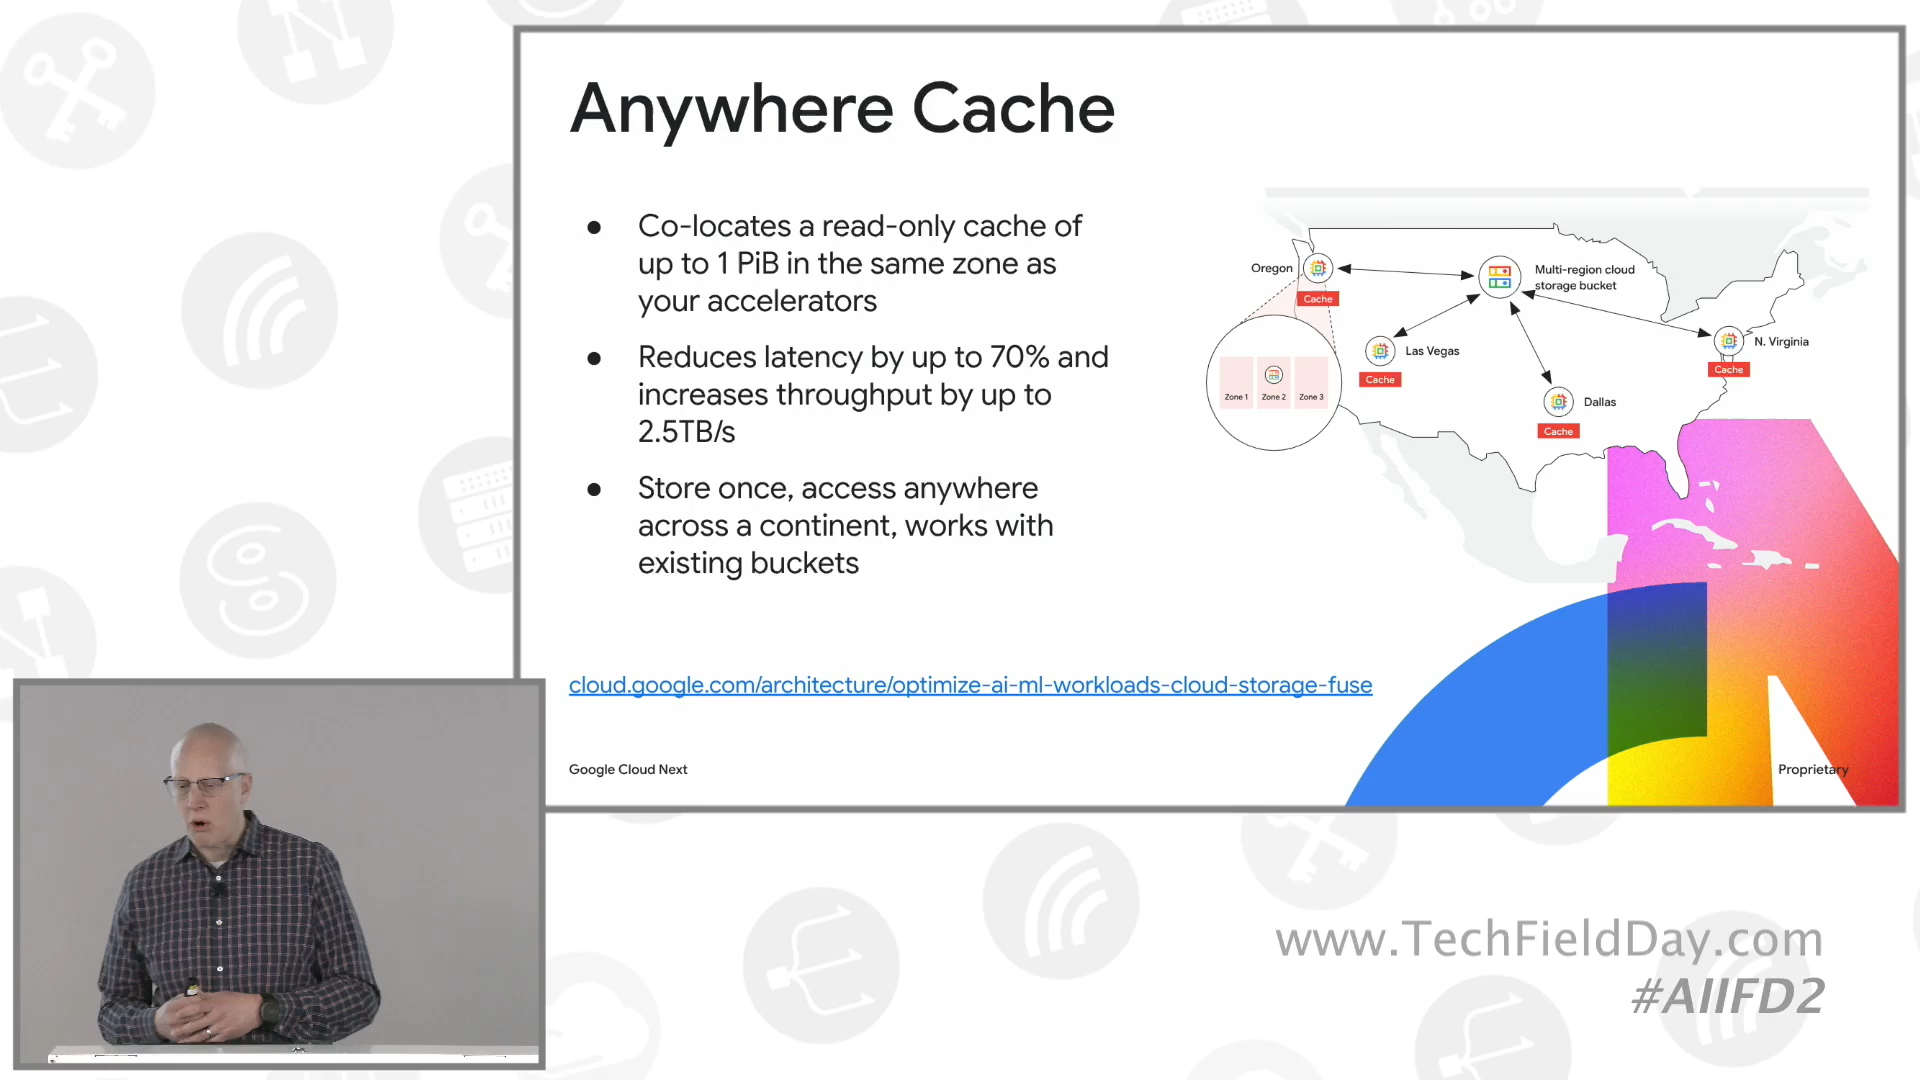 Anywhere Cache
● Co-locates a read-only cache of
up to 1 PiB in the same zone as
your accelerators
● Reduces latency by up to 70% and
increases throughput by up to
2.5TB/s
● Store once, access anywhere
across a continent, works with
existing buckets
Oregon
Cache
Multi-region cloud
storage bucket
Las Vegas
Cache
N. Virginia
Cache
Dallas
Cache
Zone 1 Zone 2 Zone 3
cloud.google.com/architecture/optimize-ai-ml-workloads-cloud-storage-fuse
Google Cloud Next
Proprietary
www.TechFieldDay.com
#AIIFD2